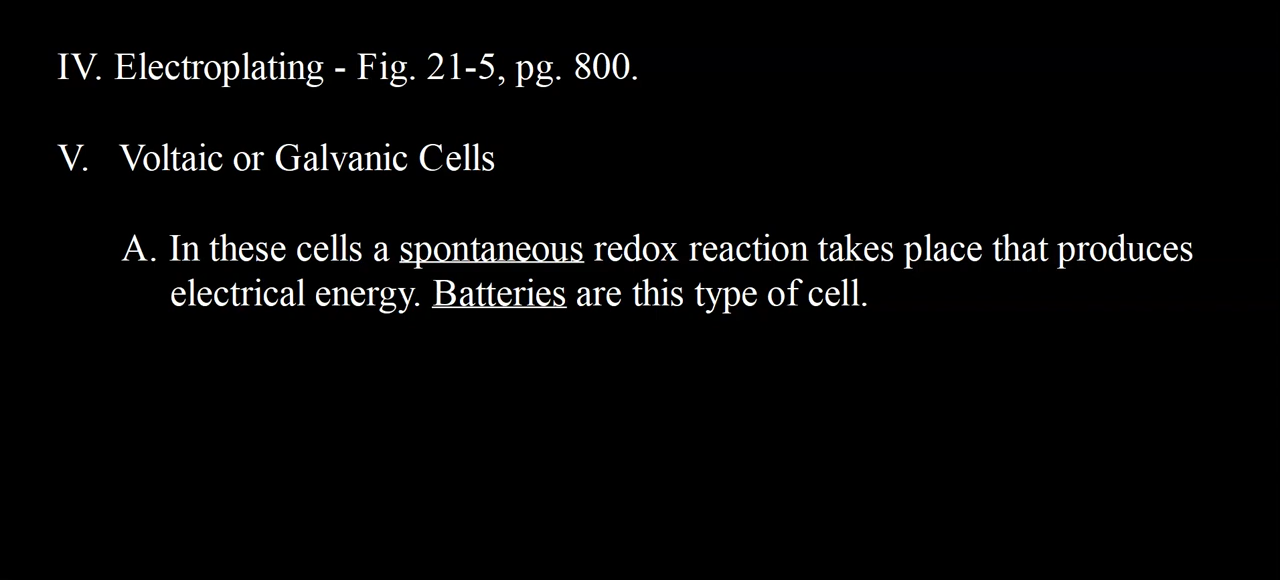 IV. Electroplating - Fig. 21-5, pg. 800.
V. Voltaic or Galvanic Cells
A. In these cells a spontaneous redox reaction takes place that produces
electrical energy. Batteries are this type of cell.